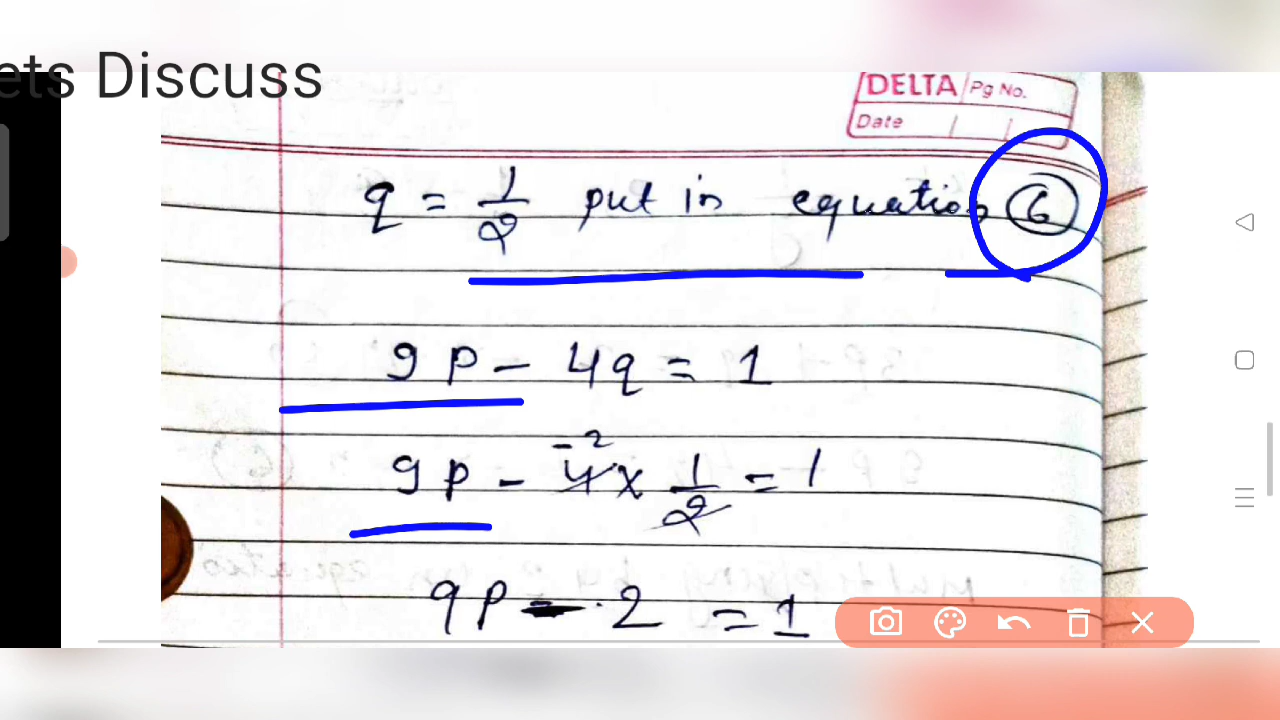 ets Discuss
DELTA Pg No.
Date
q = 1/2 put in equation 6
9p - 4q = 1
9p - 4 x 1/2 = 1
-2
9p - 2 = 1